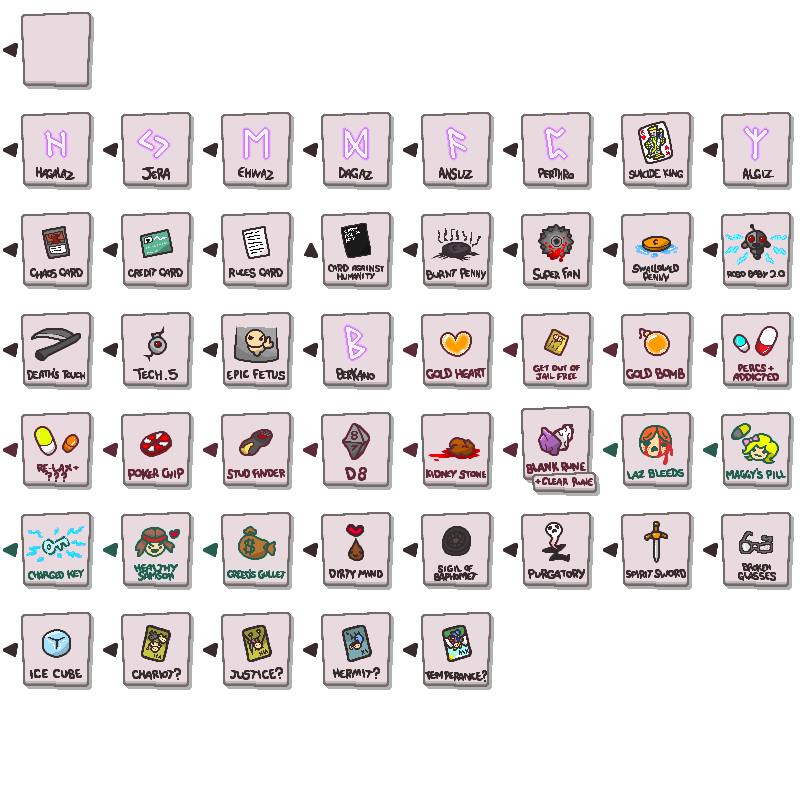 HAGALAZ
JERA
EHWAZ
DAGAZ
ANSUZ
PERTHRO
SUICIDE KING
ALGIZ
CHAOS CARD
CREDIT CARD
RULES CARD
CARD AGAINST
HUMANITY
BURNT PENNY
SUPER FAN
SWALLOWED
PENNY
ROBO BABY 2.0
DEATH'S TOUCH
TECH.5
EPIC FETUS
BERKANO
GOLD HEART
GET OUT OF
JAIL FREE
GOLD BOMB
PERCS +
ADDICTED
RE-LAX +
???
POKER CHIP
STUD FINDER
8
D8
KIDNEY STONE
BLANK RUNE
+CLEAR RUNE
LAZ BLEEDS
MAGGY'S PILL
CHARGED KEY
HEALTHY
SAMSON
$
GREED'S GULLET
DIRTY MIND
SIGIL OF
BAPHOMET
PURGATORY
SPIRIT SWORD
BROKEN
GLASSES
ICE CUBE
CHARIOT?
JUSTICE?
HERMIT?
TEMPERANCE?